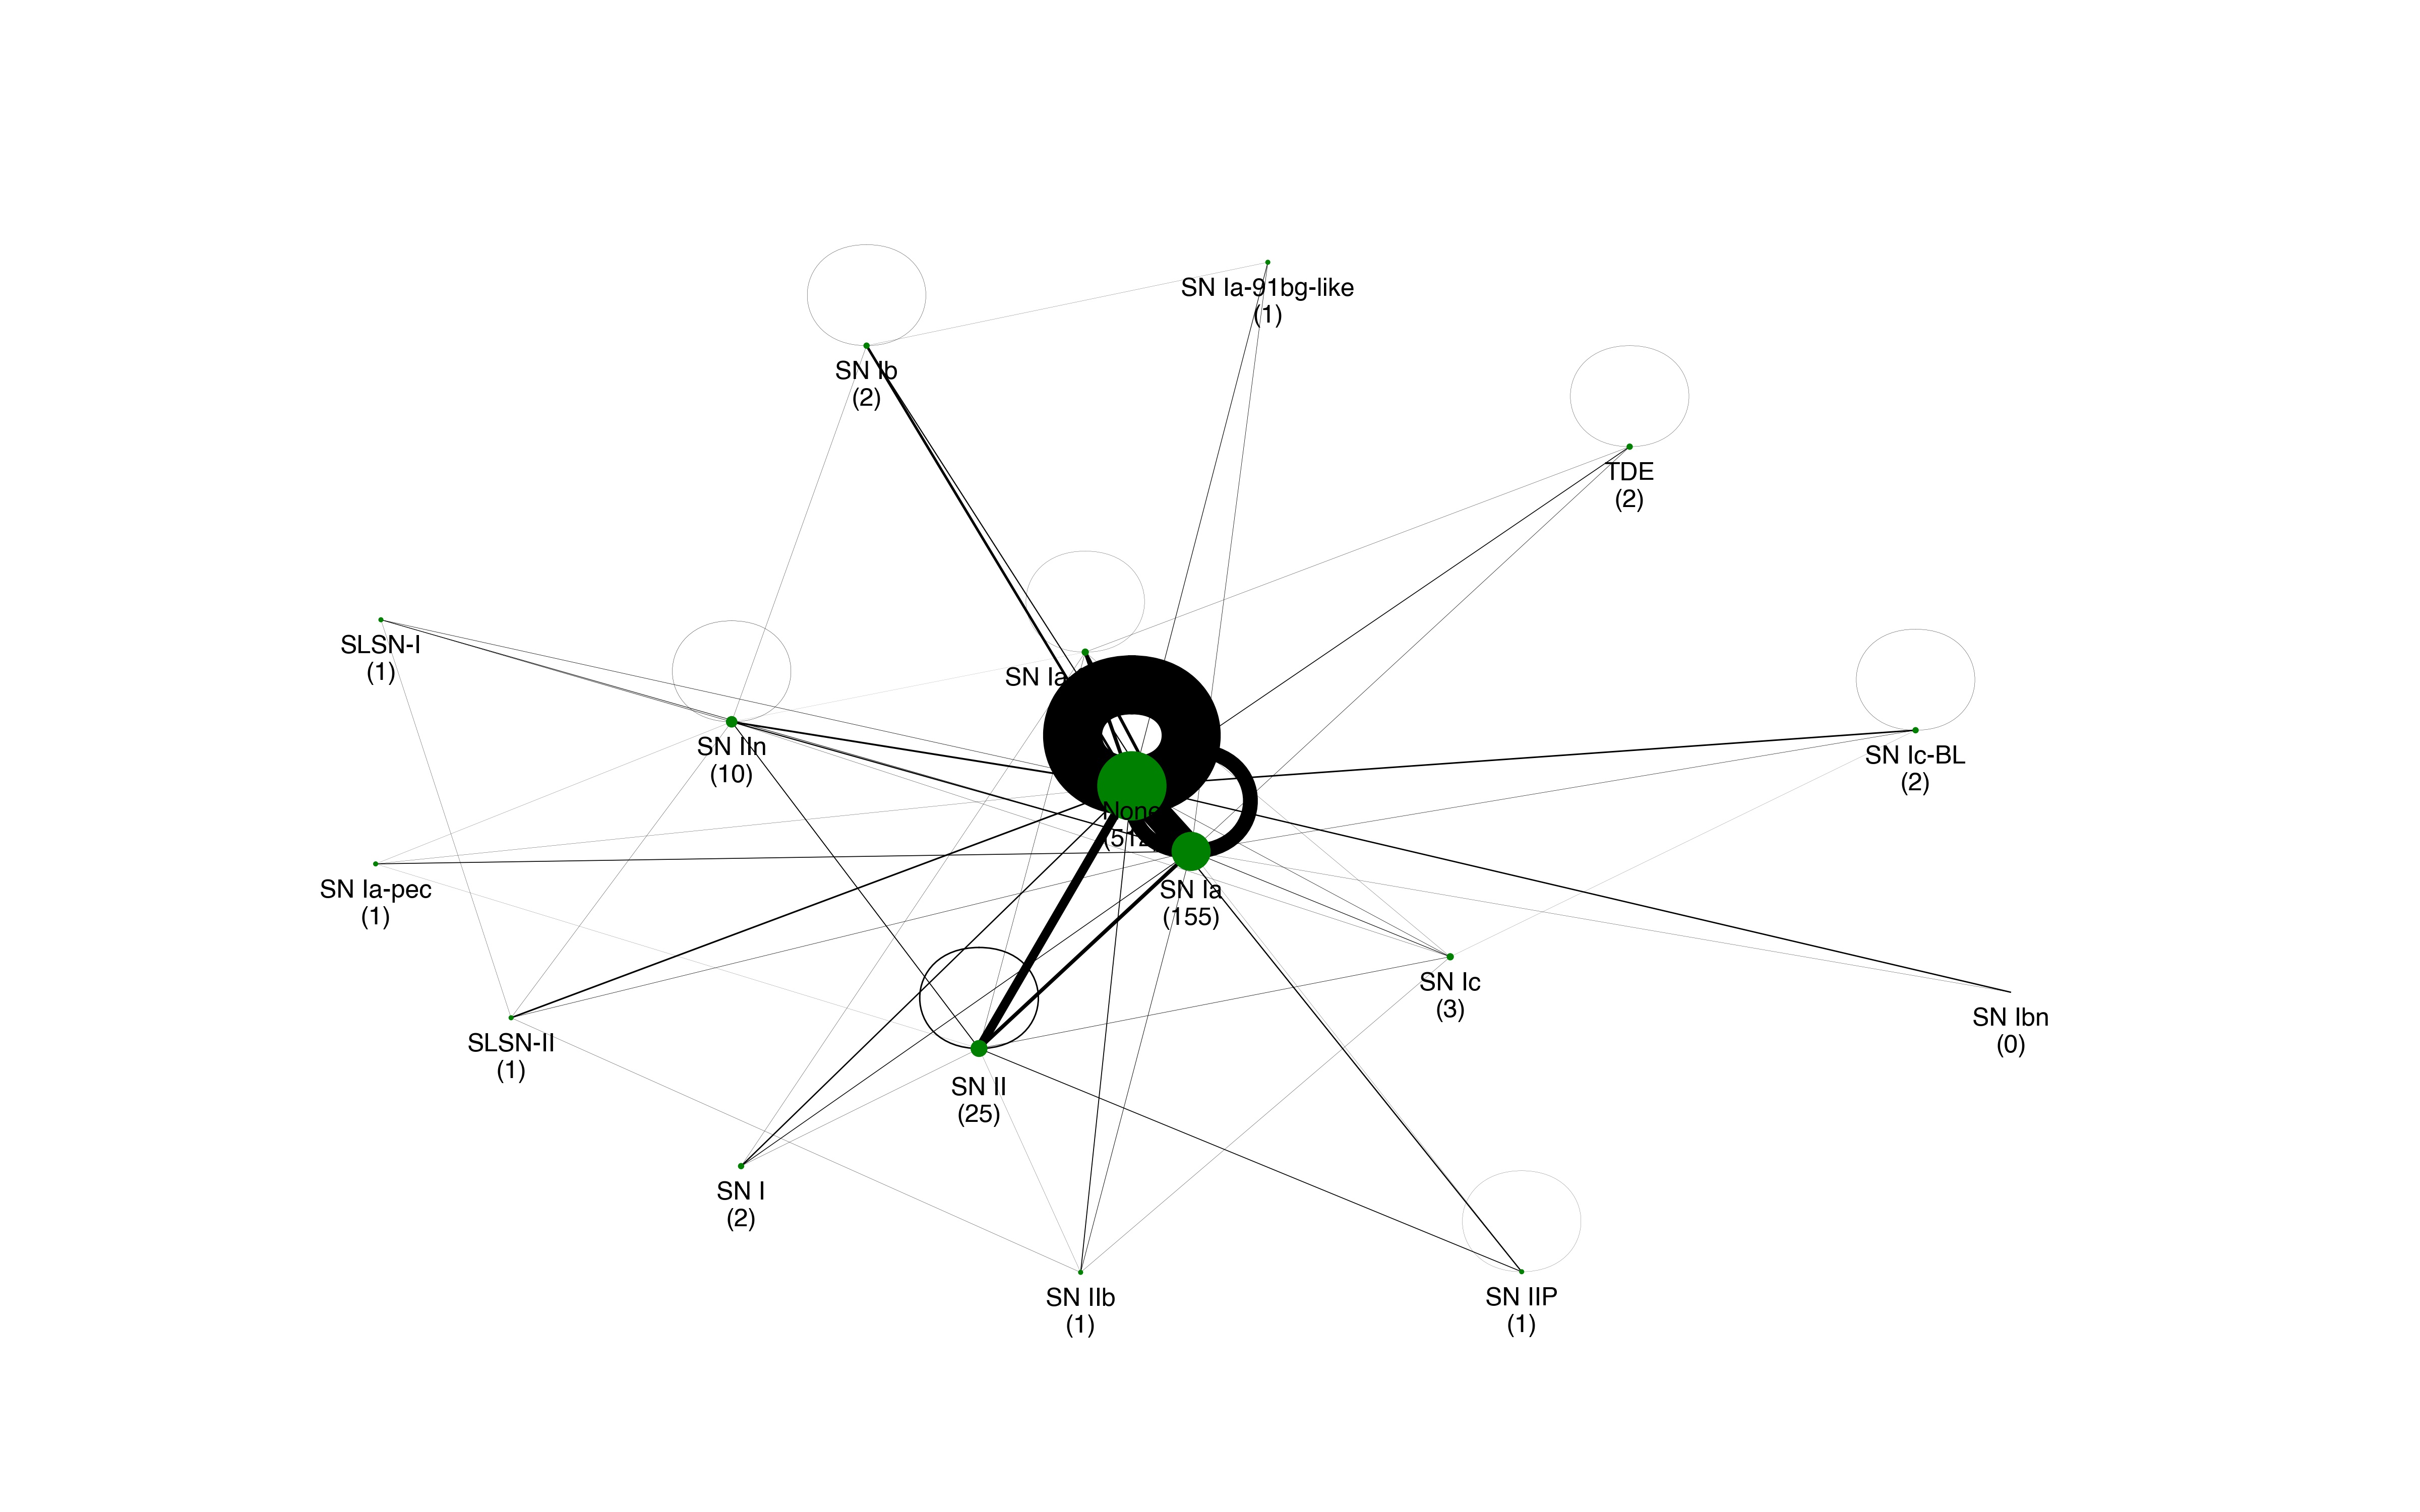 SN Ia-91bg-like
(1)
SN Ib
(2)
TDE
(2)
SLSN-I
(1)
SN Ia
SN IIn
(10)
SN Ic-BL
(2)
None
SN Ia-pec
(1)
SN Ia
(155)
SN Ic
(3)
SN Ibn
(0)
SLSN-II
(1)
SN II
(25)
SN I
(2)
SN IIb
(1)
SN IIP
(1)